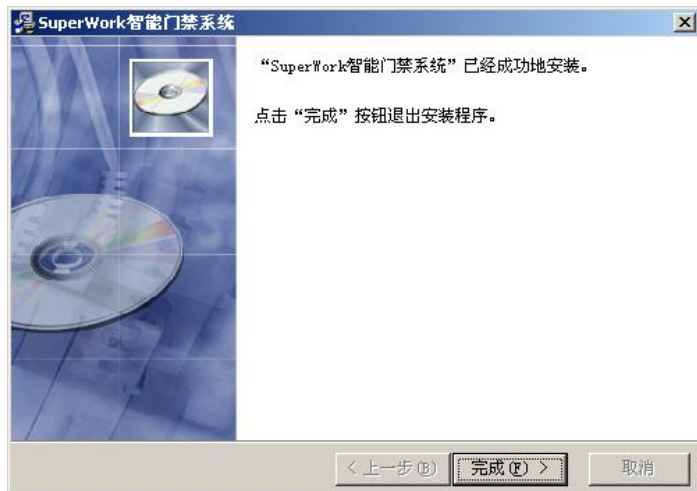 SuperWork智能门禁系统
“SuperWork智能门禁系统”已经成功地安装。
点击“完成”按钮退出安装程序。
< 上一步(B) 完成(F) > 取消